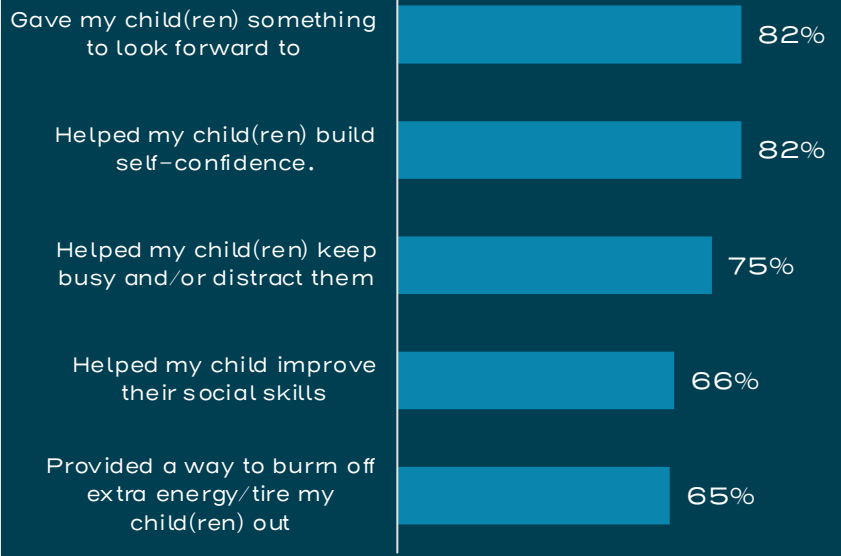 Gave my child(ren) something
to look forward to
82%
Helped my child(ren) build
self-confidence.
82%
Helped my child(ren) keep
busy and/or distract them
75%
Helped my child improve
their social skills
66%
Provided a way to burrn off
extra energy/tire my
child(ren) out
65%